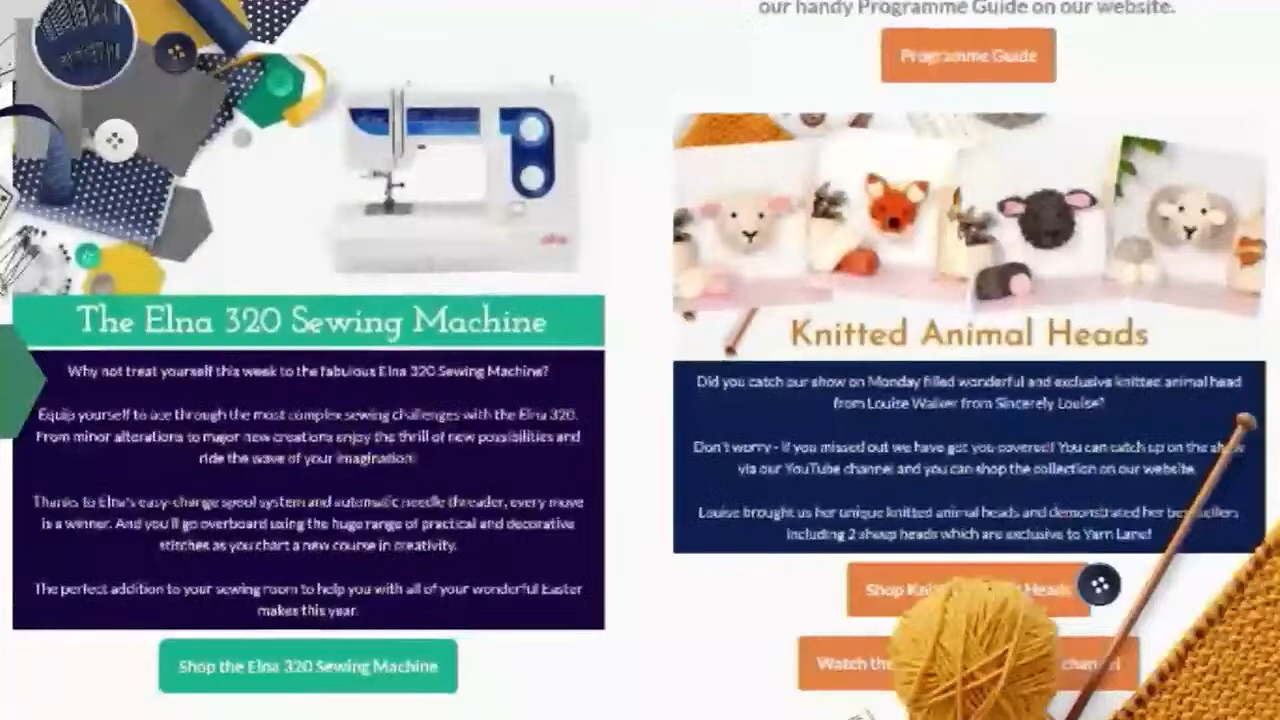 our handy Programme Guide on our website.
Programme Guide
The Elna 320 Sewing Machine
Why not treat yourself this week to the fabulous Elna 320 Sewing Machine?
Equip yourself to ace through the most complex sewing challenges with the Elna 320.
From minor alterations to major new creations enjoy the thrill of new possibilities and
ride the wave of your imagination.
Thanks to Elna's easy-change spool system and automatic needle threader, every move
is a winner. And you'll go overboard using the huge range of practical and decorative
stitches as you chart a new course in creativity.
The perfect addition to your sewing room to help you with all of your wonderful Easter
makes this year.
Shop the Elna 320 Sewing Machine
Knitted Animal Heads
Did you catch our show on Monday filled wonderful and exclusive knitted animal head
from Louise Walker from Sincerely Louise?
Don't worry - if you missed out we have got you covered! You can catch up on the
via our YouTube channel and you can shop the collection on our website.
Louise brought us her unique knitted animal heads and demonstrated her
including 2 sheep heads which are exclusive to Yarn Lane!
Shop Heads
Watch the channel